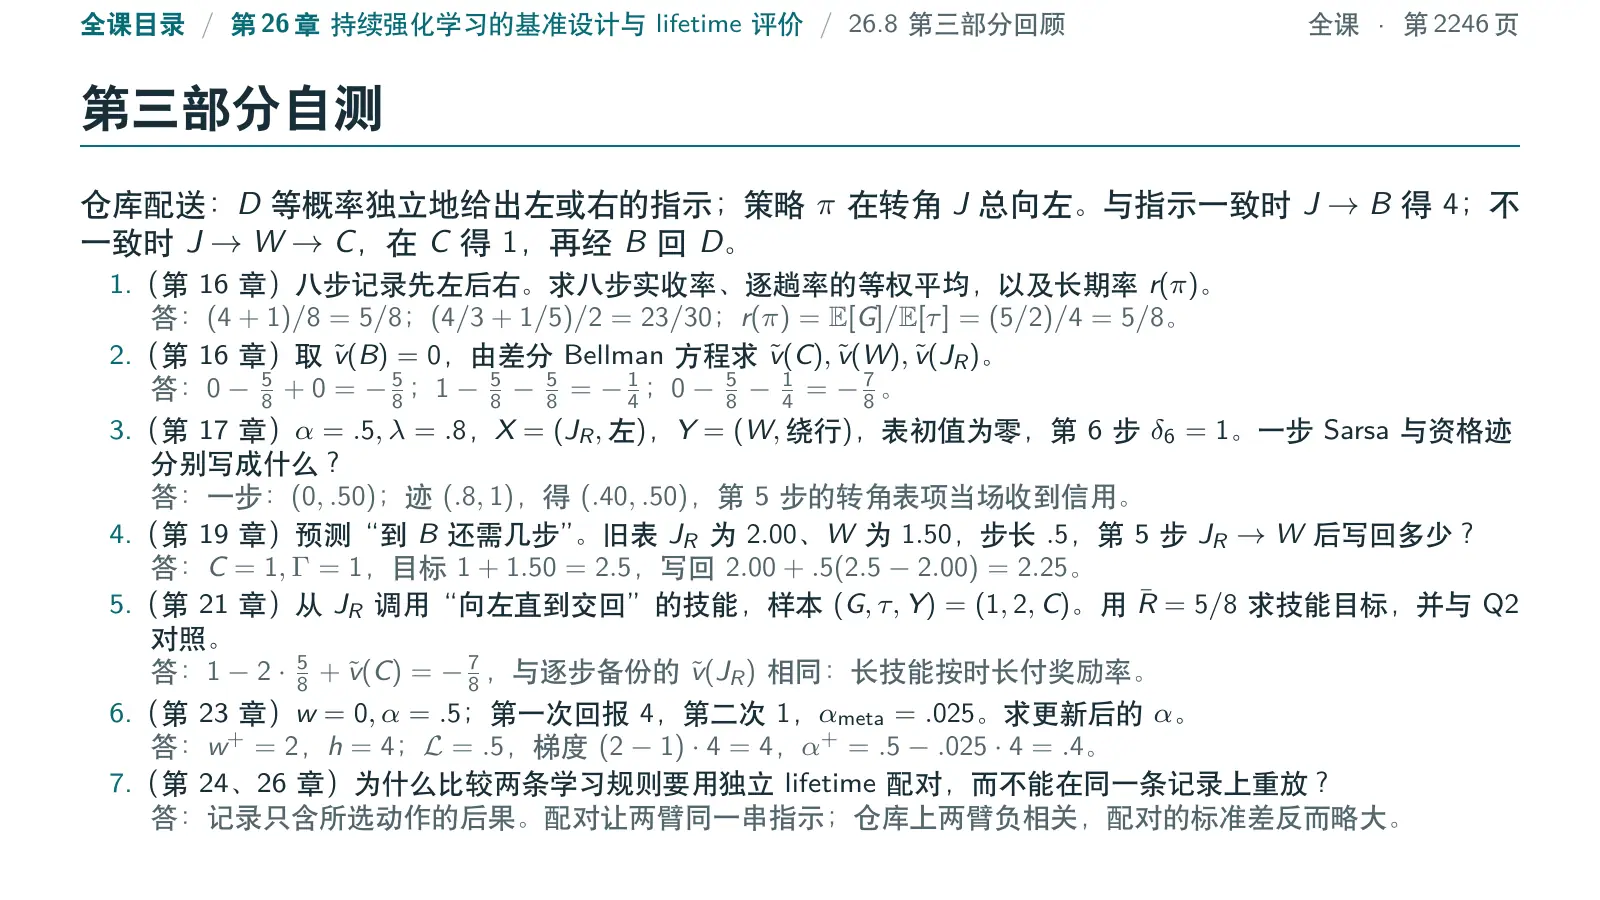 全课目录 / 第 26 章 持续强化学习的基准设计与 lifetime 评价 / 26.8 第三部分回顾 全课 · 第 2246 页
第三部分自测
仓库配送：D 等概率独立地给出左或右的指示；策略 π 在转角 J 总向左。与指示一致时 J → B 得 4；不
一致时 J → W → C，在 C 得 1，再经 B 回 D。
1.（第 16 章）八步记录先左后右。求八步实收率、逐趟率的等权平均，以及长期率 r(π)。
答：(4 + 1)/8 = 5/8；(4/3 + 1/5)/2 = 23/30；r(π) = 𝔼[G]/𝔼[τ] = (5/2)/4 = 5/8。
2.（第 16 章）取 ṽ(B) = 0，由差分 Bellman 方程求 ṽ(C), ṽ(W), ṽ(J_R)。
答：0 − 5/8 + 0 = −5/8；1 − 5/8 − 5/8 = −1/4；0 − 5/8 − 1/4 = −7/8。
3.（第 17 章）α = .5, λ = .8，X = (J_R, 左)，Y = (W, 绕行)，表初值为零，第 6 步 δ₆ = 1。一步 Sarsa 与资格迹
分别写成什么？
答：一步：(0, .50)；迹 (.8, 1)，得 (.40, .50)，第 5 步的转角表项当场收到信用。
4.（第 19 章）预测“到 B 还需几步”。旧表 J_R 为 2.00、W 为 1.50，步长 .5，第 5 步 J_R → W 后写回多少？
答：C = 1, Γ = 1，目标 1 + 1.50 = 2.5，写回 2.00 + .5(2.5 − 2.00) = 2.25。
5.（第 21 章）从 J_R 调用“向左直到交回”的技能，样本 (G, τ, Y) = (1, 2, C)。用 R̄ = 5/8 求技能目标，并与 Q2
对照。
答：1 − 2 · 5/8 + ṽ(C) = −7/8，与逐步备份的 ṽ(J_R) 相同：长技能按时长付奖励率。
6.（第 23 章）w = 0, α = .5；第一次回报 4，第二次 1，α_meta = .025。求更新后的 α。
答：w⁺ = 2，h = 4；ℒ = .5，梯度 (2 − 1) · 4 = 4，α⁺ = .5 − .025 · 4 = .4。
7.（第 24、26 章）为什么比较两条学习规则要用独立 lifetime 配对，而不能在同一条记录上重放？
答：记录只含所选动作的后果。配对让两臂同一串指示；仓库上两臂负相关，配对的标准差反而略大。